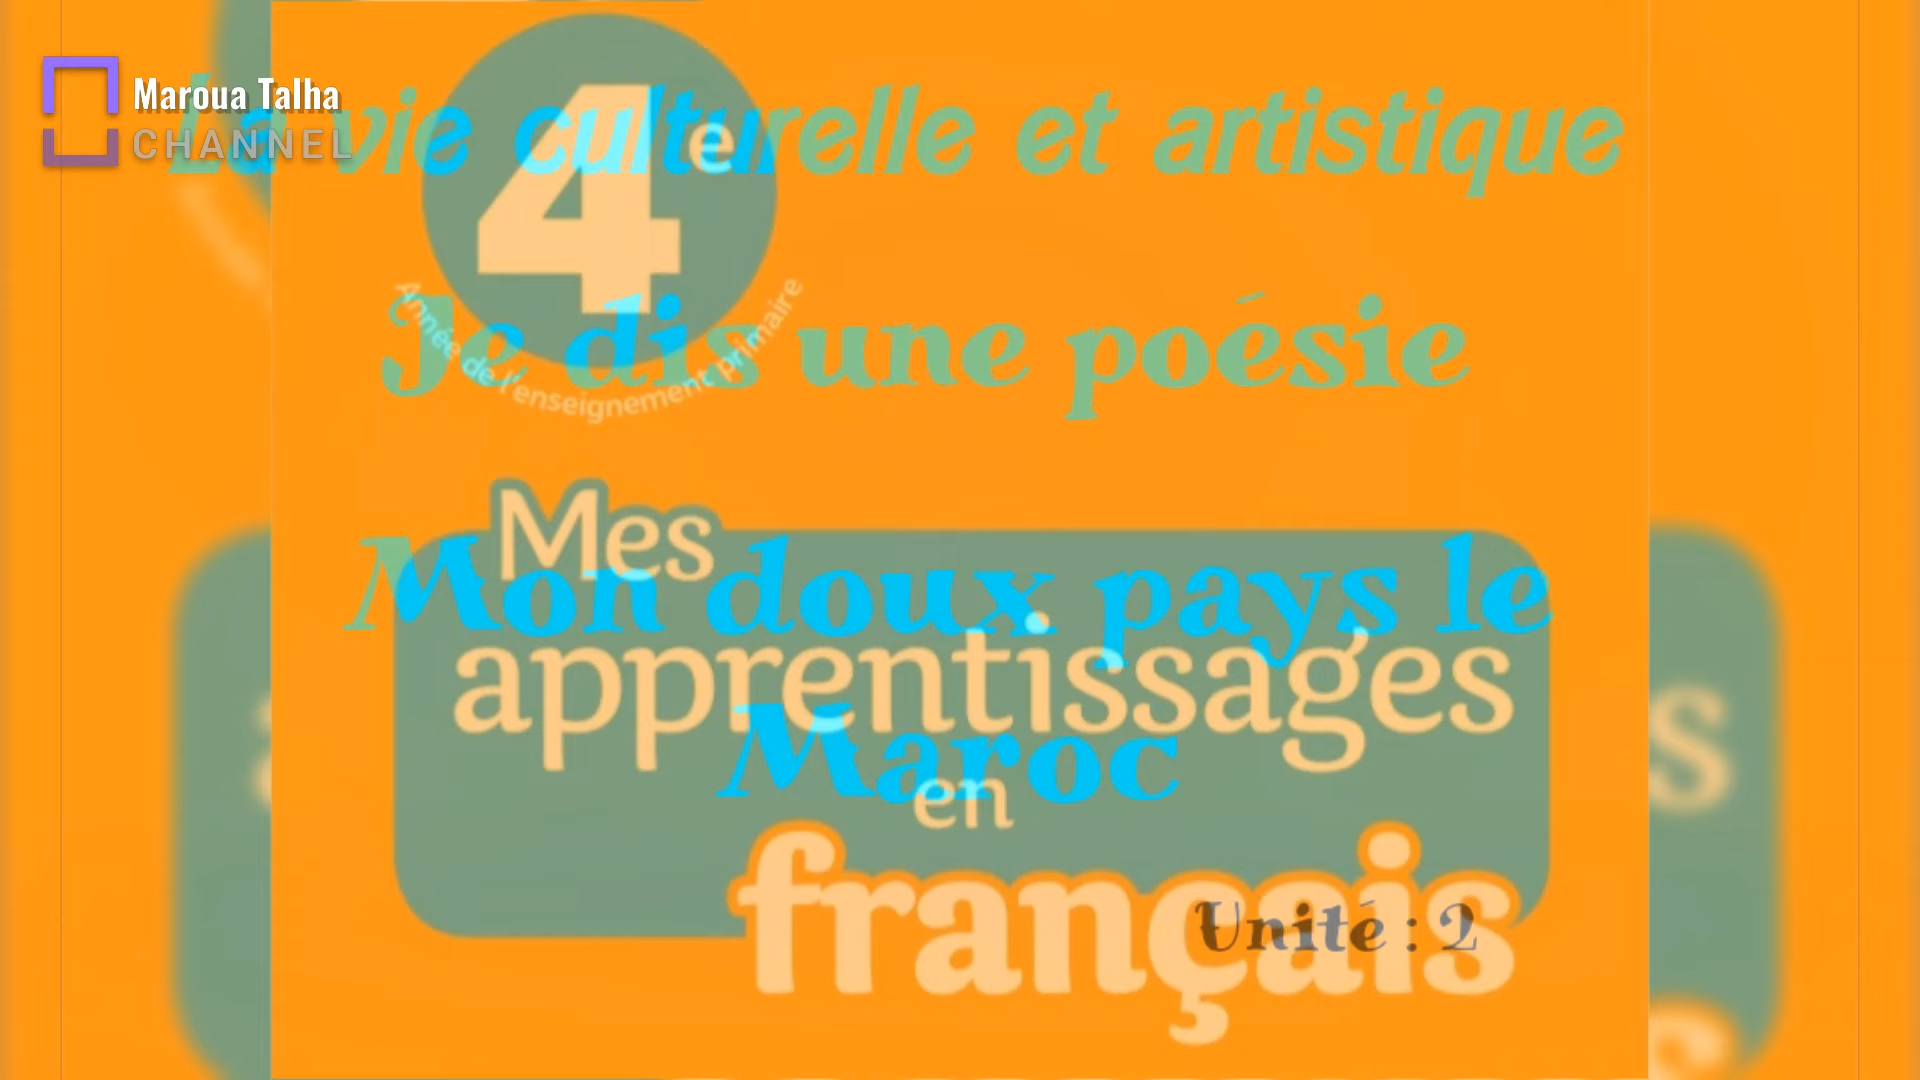 Maroua Talha
CHANNEL
La vie culturelle et artistique
4e
Année de l'enseignement primaire
Je dis une poésie
Mes
Mon doux pays le
apprentissages
Maroc
en
français
Unité : 2